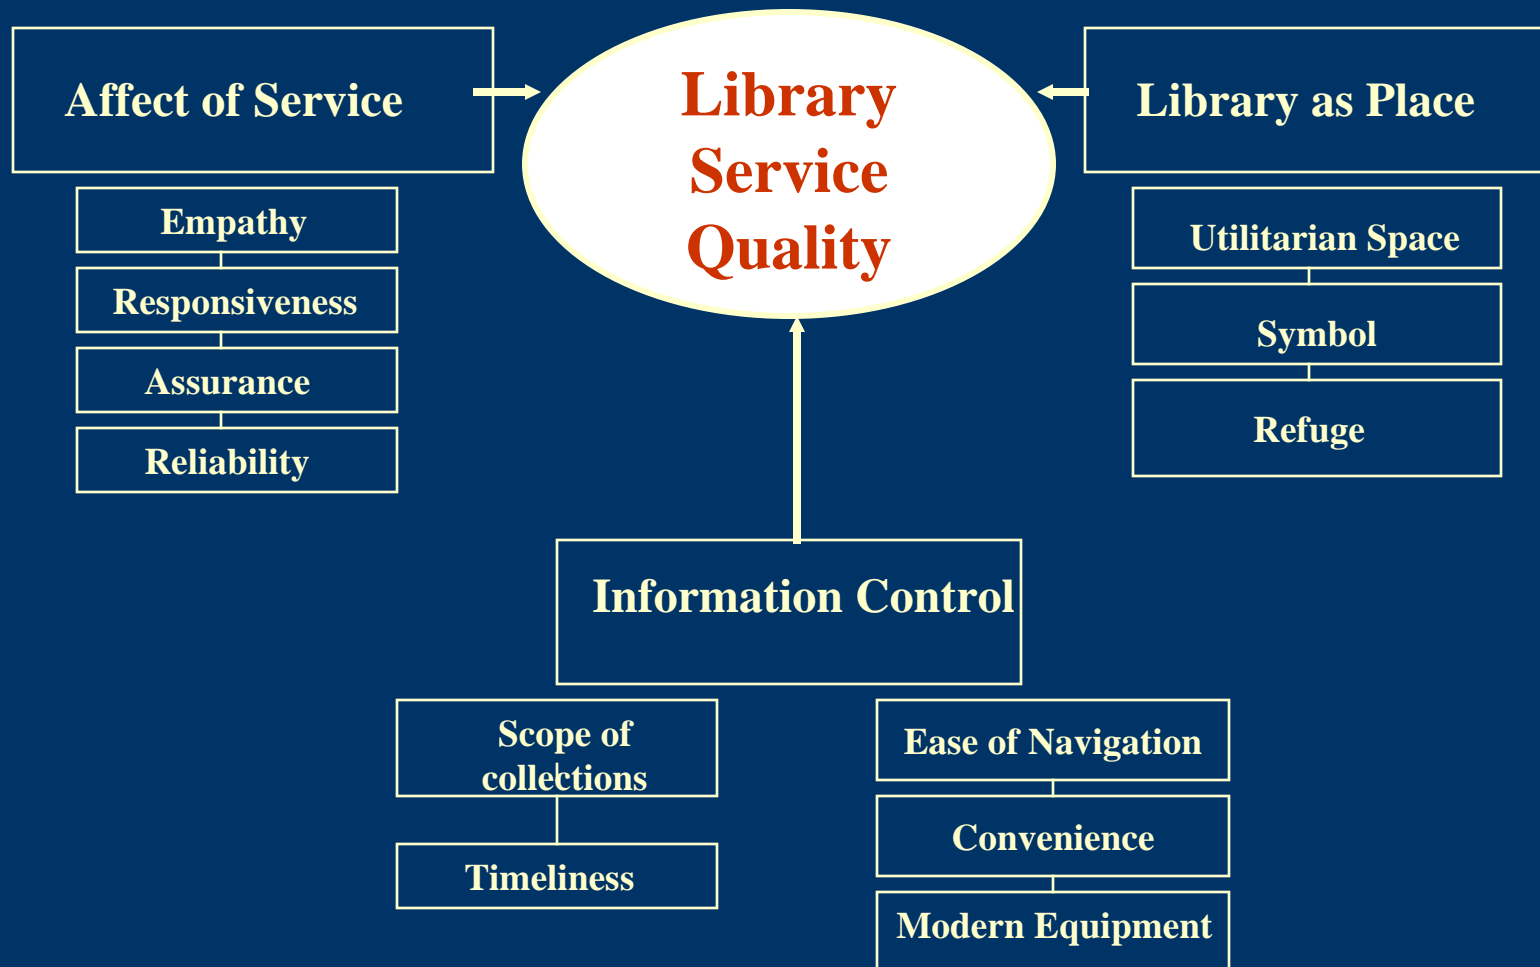 Affect of Service
Empathy
Responsiveness
Assurance
Reliability
Library
Service
Quality
Library as Place
Utilitarian Space
Symbol
Refuge
Information Control
Scope of
collections
Timeliness
Ease of Navigation
Convenience
Modern Equipment